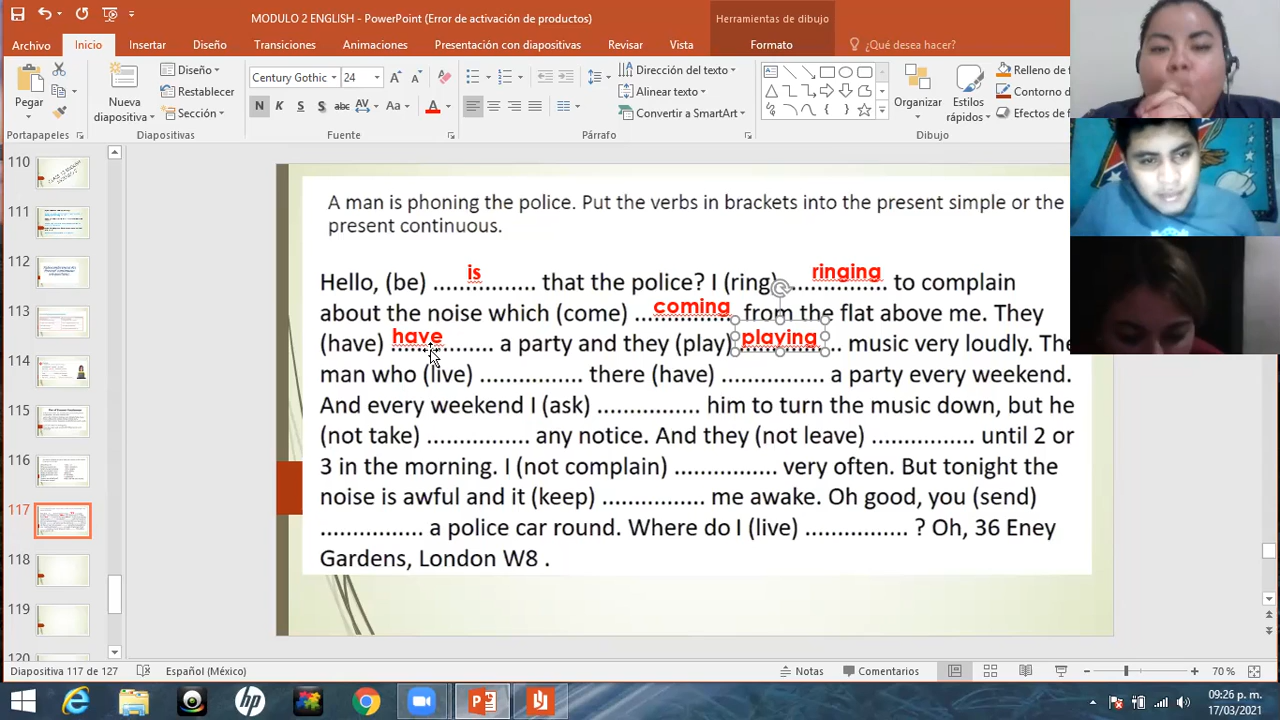 MODULO 2 ENGLISH - PowerPoint (Error de activación de productos)
Herramientas de dibujo
Archivo Inicio Insertar Diseño Transiciones Animaciones Presentación con diapositivas Revisar Vista Formato ¿Qué desea hacer?
Pegar
Nueva diapositiva
Diseño
Restablecer
Sección
Century Gothic 24
N K S S abc AV Aa A
Dirección del texto
Alinear texto
Convertir a SmartArt
Organizar
Estilos rápidos
Relleno de
Contorno d
Efectos de
Portapapeles Diapositivas Fuente Párrafo Dibujo
110
111
112
113
114
115
116
117
118
119
120
A man is phoning the police. Put the verbs in brackets into the present simple or the
present continuous.
is ringing
Hello, (be) ................ that the police? I (ring) ................ to complain
coming
about the noise which (come) ................ from the flat above me. They
have playing
(have) ................ a party and they (play) ................ music very loudly. The
man who (live) ................ there (have) ................ a party every weekend.
And every weekend I (ask) ................ him to turn the music down, but he
(not take) ................ any notice. And they (not leave) ................ until 2 or
3 in the morning. I (not complain) ................ very often. But tonight the
noise is awful and it (keep) ................ me awake. Oh good, you (send)
................ a police car round. Where do I (live) ................ ? Oh, 36 Eney
Gardens, London W8 .
Diapositiva 117 de 127 Español (México) Notas Comentarios 70 %
09:26 p. m.
17/03/2021